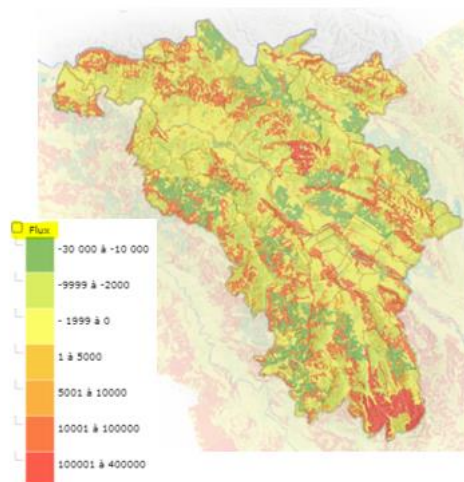 Flux
-30 000 à -10 000
-9999 à -2000
- 1999 à 0
1 à 5000
5001 à 10000
10001 à 100000
100001 à 400000